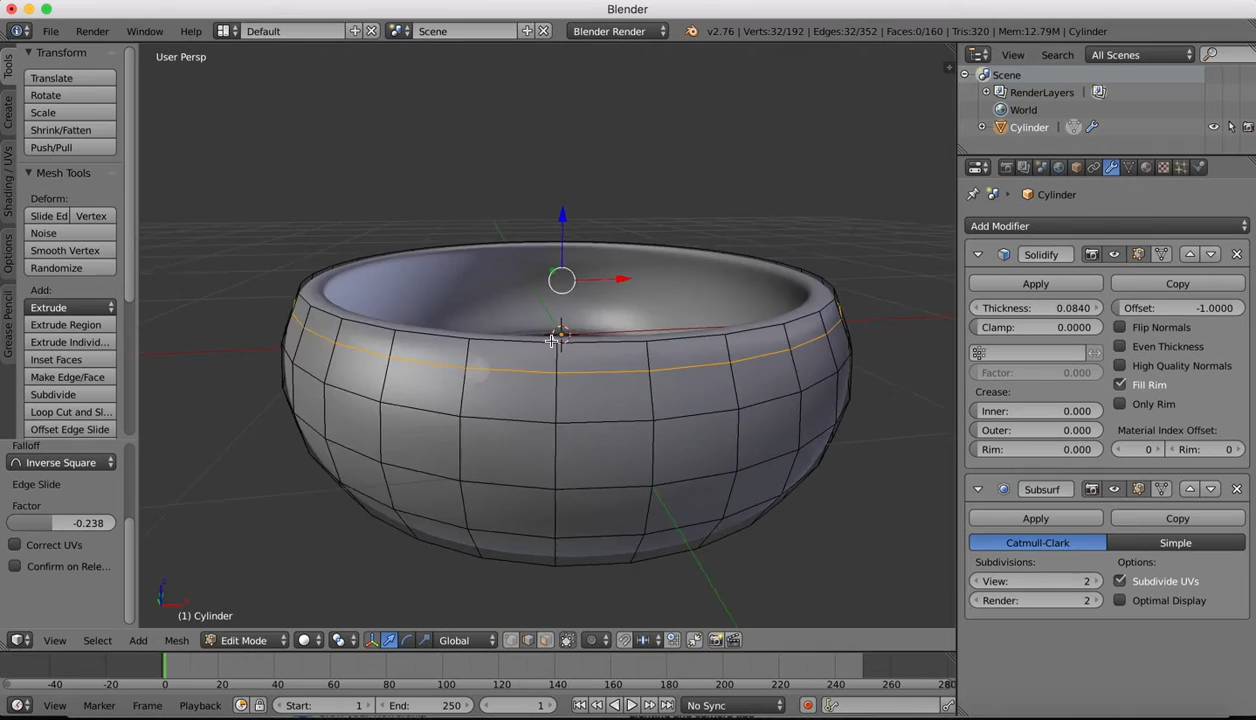 Blender
File Render Window Help Default Scene Blender Render v2.76 | Verts:32/192 | Edges:32/352 | Faces:0/160 | Tris:320 | Mem:12.79M | Cylinder
Tools
Create
Shading / UVs
Options
Grease Pencil
Transform
Translate
Rotate
Scale
Shrink/Fatten
Push/Pull
Mesh Tools
Deform:
Slide Ed Vertex
Noise
Smooth Vertex
Randomize
Add:
Extrude
Extrude Region
Extrude Individ...
Inset Faces
Make Edge/Face
Subdivide
Loop Cut and Sl...
Offset Edge Slide
Falloff
Inverse Square
Edge Slide
Factor
-0.238
Correct UVs
Confirm on Rele...
User Persp
(1) Cylinder
View Select Add Mesh Edit Mode Global
-40 -20 0 20 40 60 80 100 120 140 160 180 200 220 240 260 280
View Marker Frame Playback Start: 1 End: 250 1 No Sync
View Search All Scenes
Scene
RenderLayers
World
Cylinder
Cylinder
Add Modifier
Solidify
Apply Copy
Thickness: 0.0840 Offset: -1.0000
Clamp: 0.0000 Flip Normals
Even Thickness
Factor: 0.000 High Quality Normals
Crease: Fill Rim
Inner: 0.000 Only Rim
Outer: 0.000 Material Index Offset:
Rim: 0.000 0 Rim: 0
Subsurf
Apply Copy
Catmull-Clark Simple
Subdivisions: Options:
View: 2 Subdivide UVs
Render: 2 Optimal Display